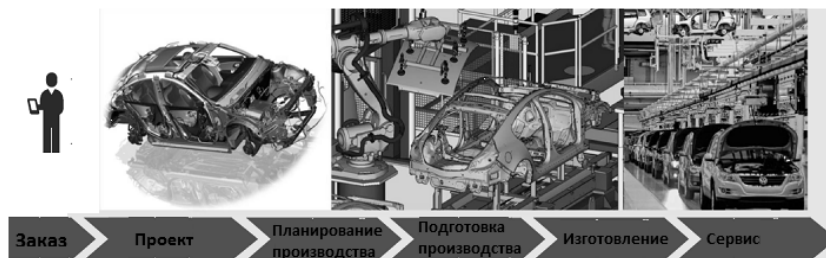 Заказ
Проект
Планирование
производства
Подготовка
производства
Изготовление
Сервис